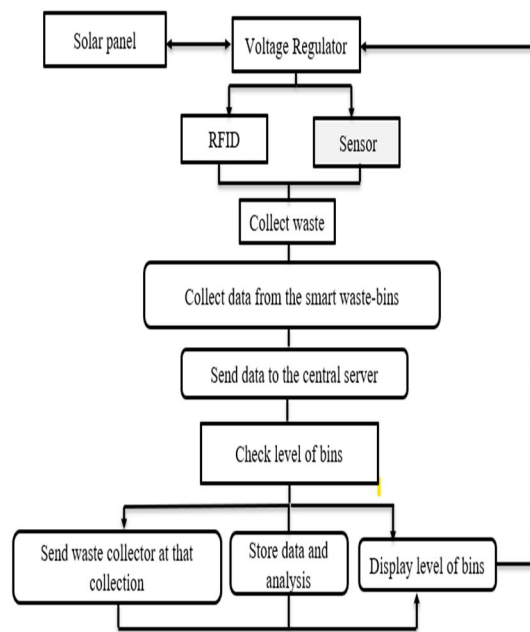 Solar panel
Voltage Regulator
RFID
Sensor
Collect waste
Collect data from the smart waste-bins
Send data to the central server
Check level of bins
Send waste collector at that
collection
Store data and
analysis
Display level of bins